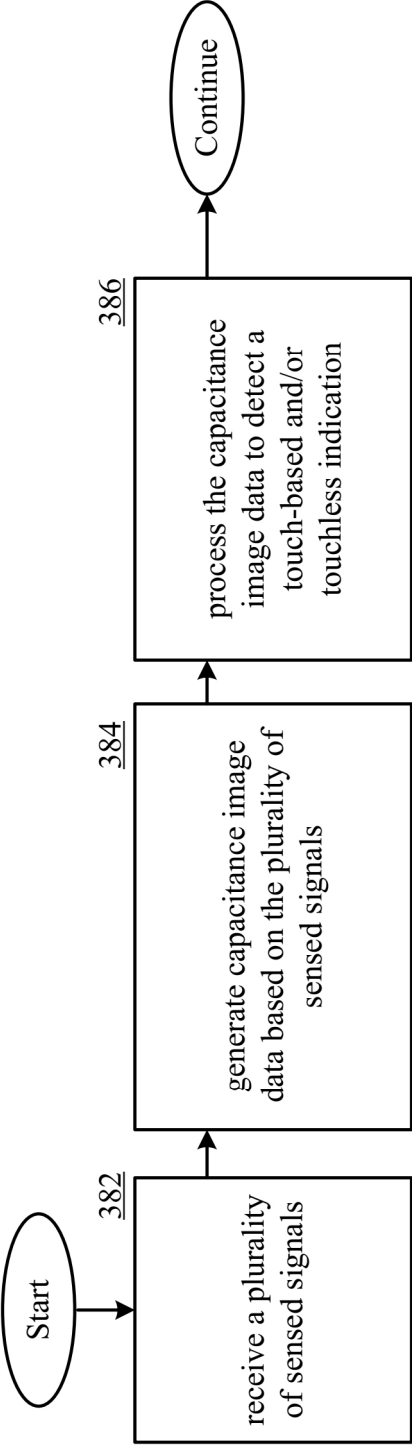 Start
382
receive a plurality
of sensed signals
384
generate capacitance image
data based on the plurality of
sensed signals
386
process the capacitance
image data to detect a
touch-based and/or
touchless indication
Continue